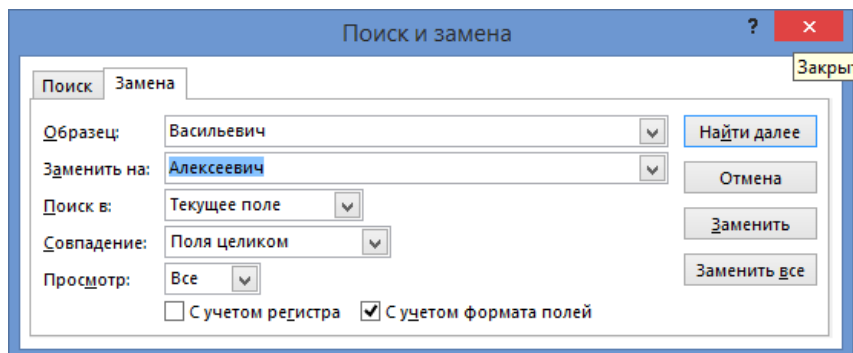 Поиск и замена
?
Закрыт
Поиск Замена
Образец: Васильевич Найти далее
Заменить на: Алексеевич Отмена
Поиск в: Текущее поле Заменить
Совпадение: Поля целиком
Просмотр: Все Заменить все
С учетом регистра С учетом формата полей